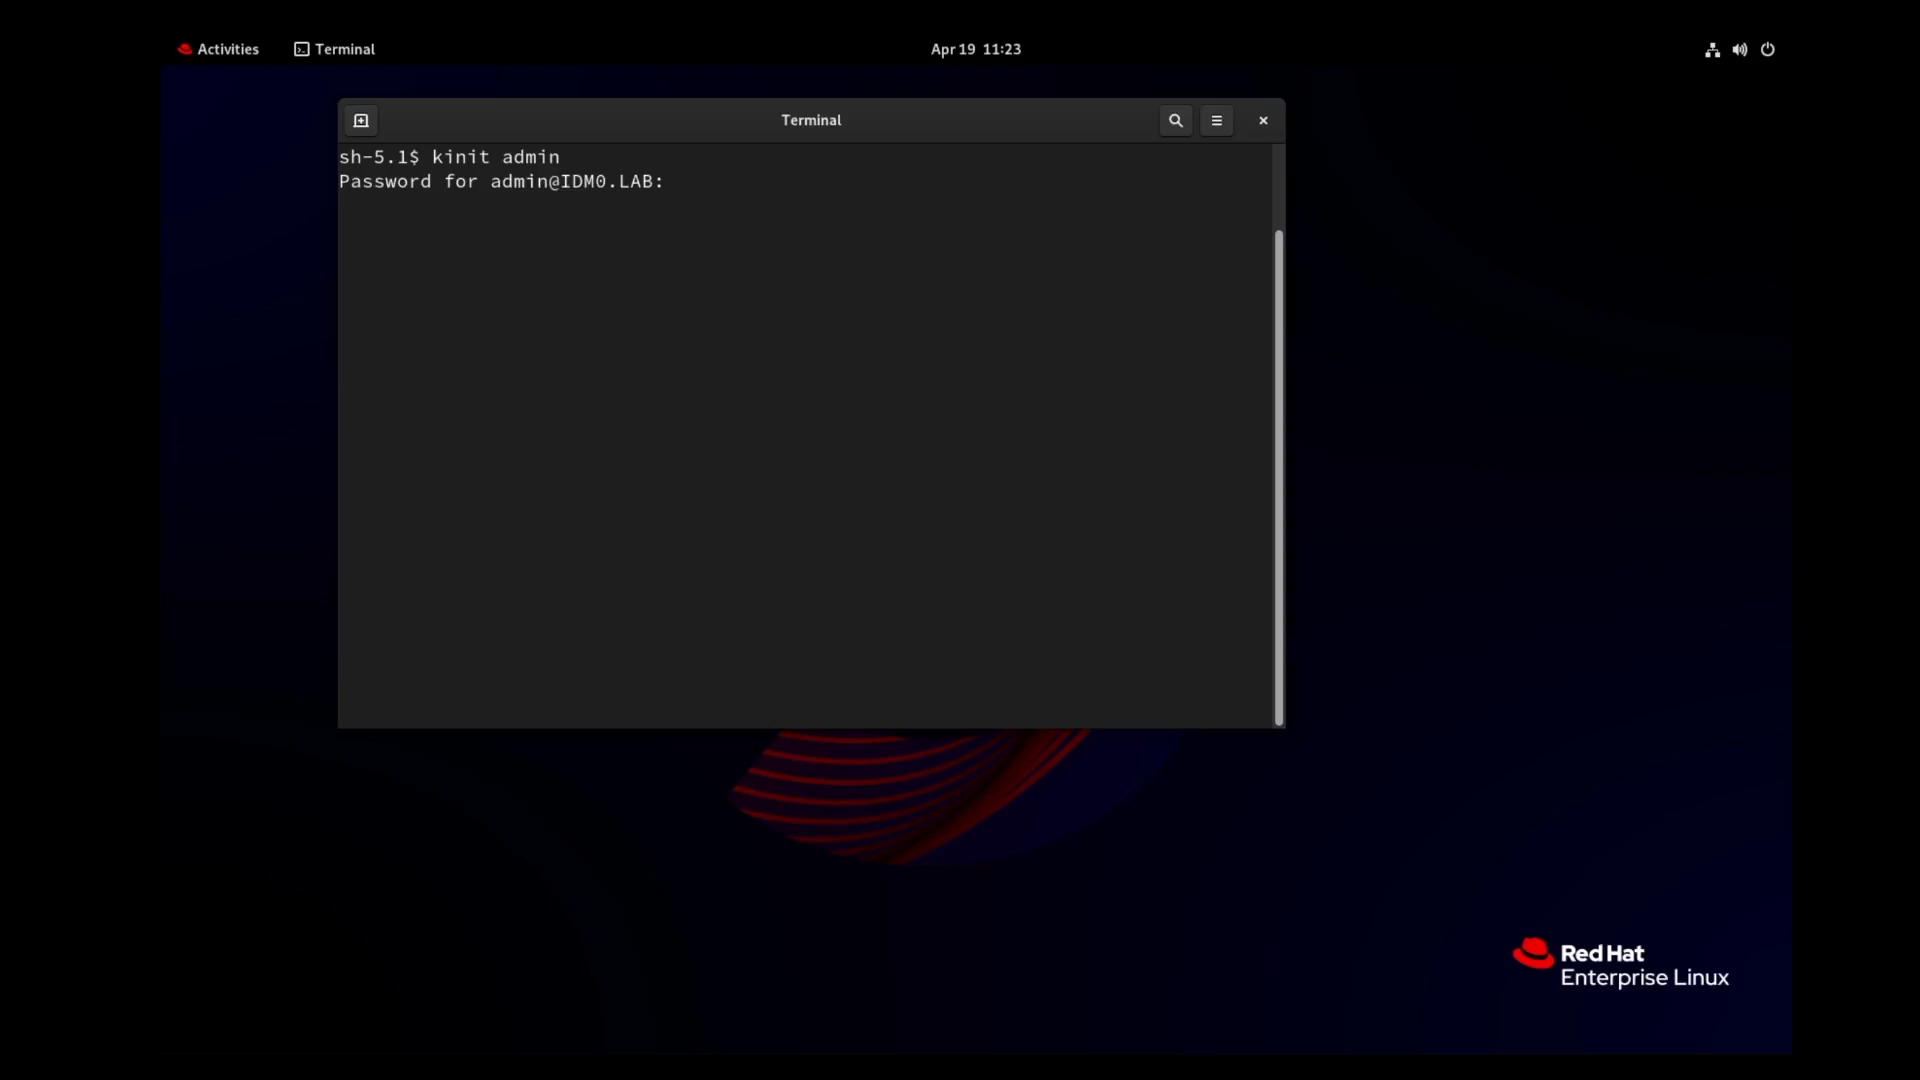 Activities
Terminal
Apr 19 11:23
Terminal
sh-5.1$ kinit admin
Password for admin@IDM0.LAB:
Red Hat
Enterprise Linux